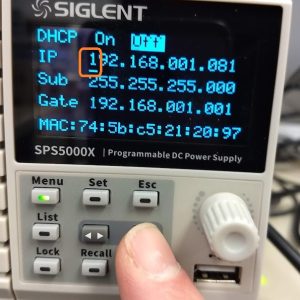 SIGLENT
DHCP On Off
IP 192.168.001.081
Sub 255.255.255.000
Gate 192.168.001.001
MAC:74:5b:c5:21:20:97
SPS5000X | Programmable DC Power Supply
Menu Set Esc
List
Lock Recall